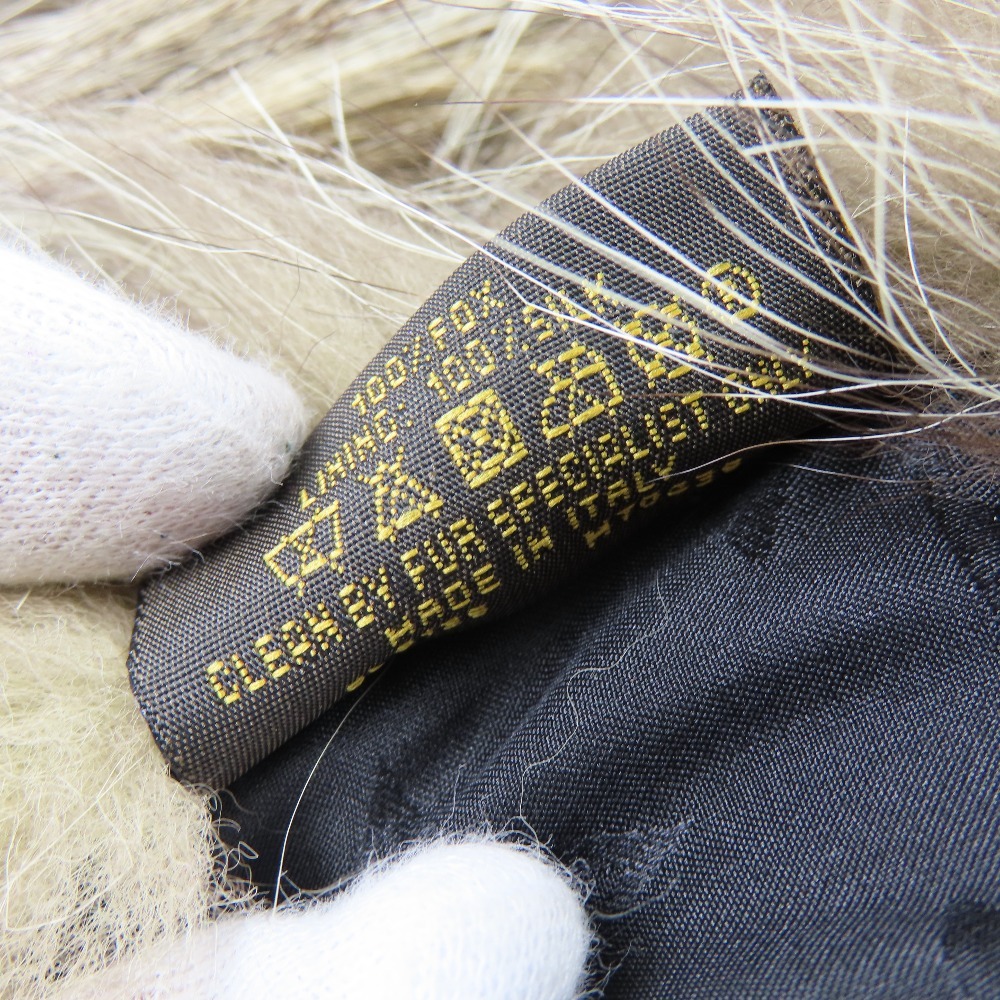 100%FOX
LINING: 100%SILK
CLEAN BY FUR SPECIALIST ONLY
MADE IN ITALY